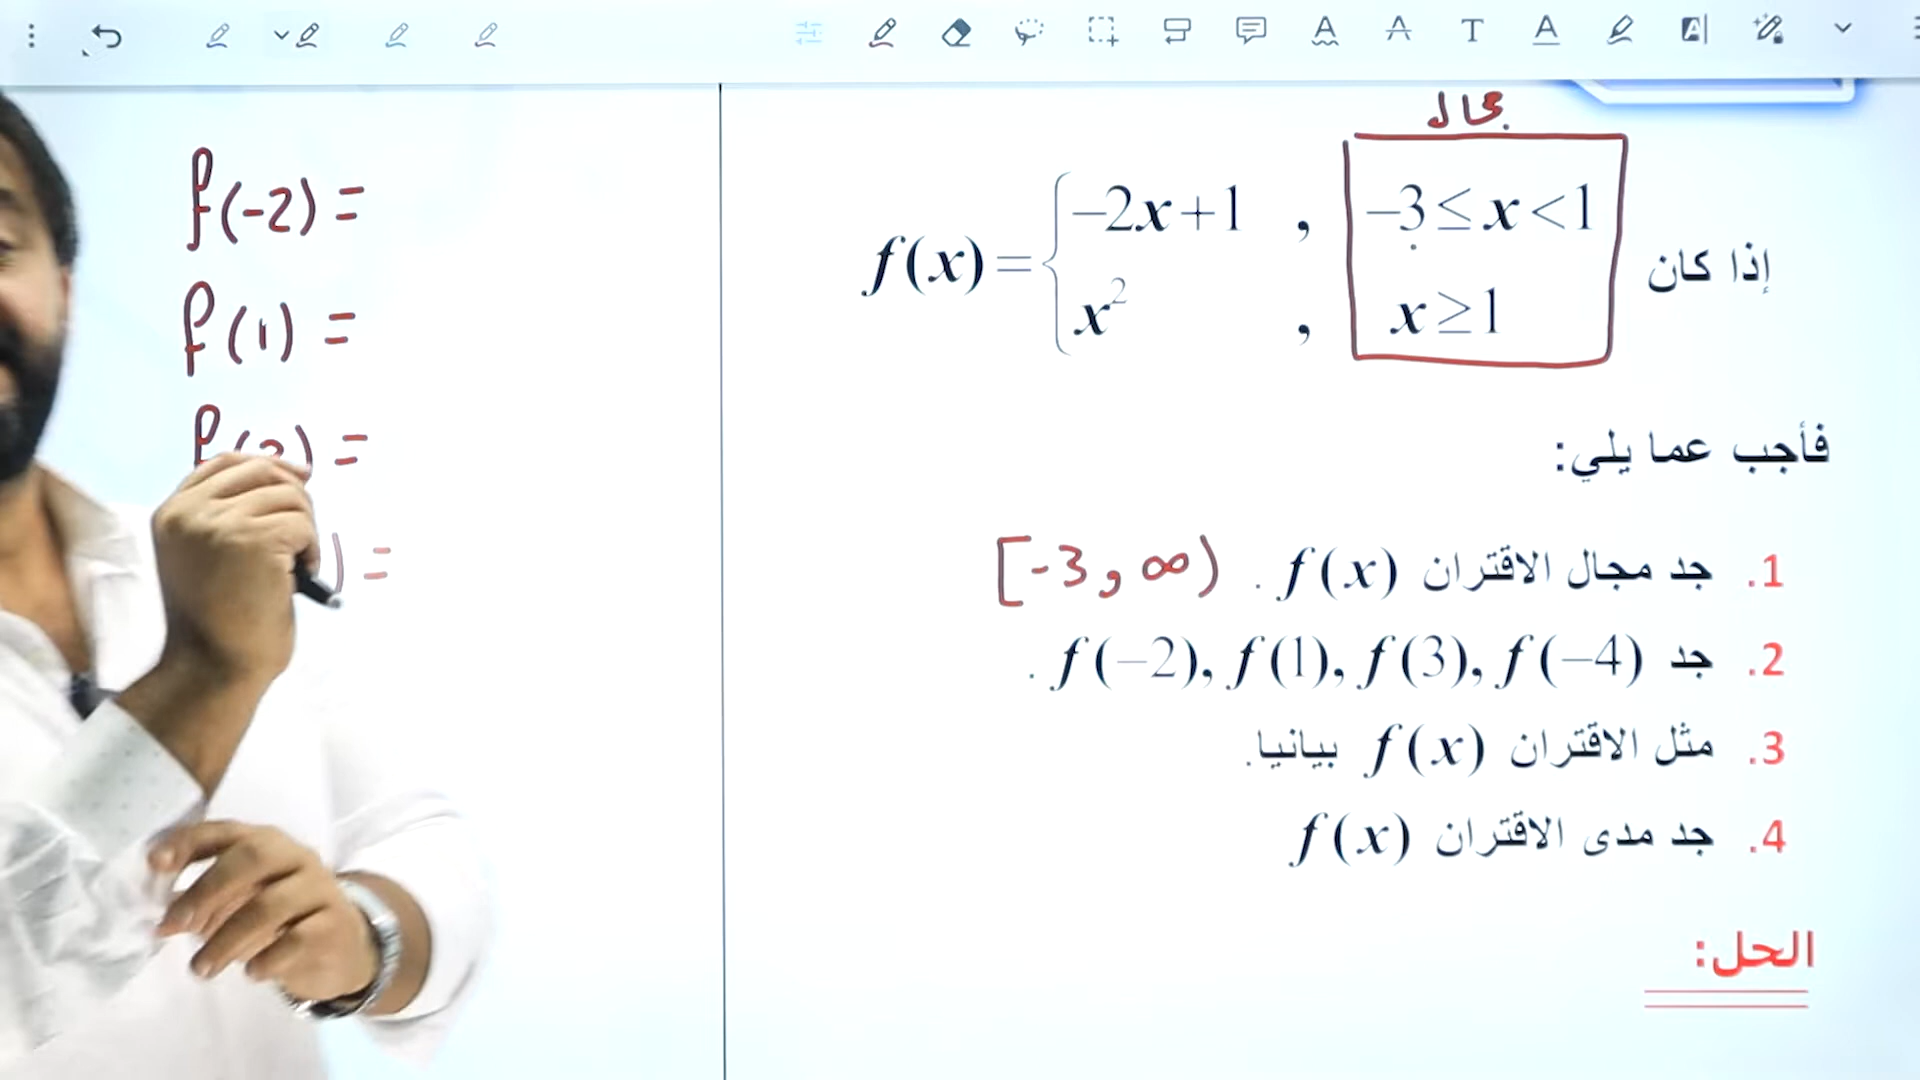 مجال
إذا كان f(x) = { -2x+1 , -3 ≤ x < 1
x² , x ≥ 1
فأجب عما يلي:
1. جد مجال الاقتران f(x) . [-3, ∞)
2. جد f(-2), f(1), f(3), f(-4) .
3. مثل الاقتران f(x) بيانيا.
4. جد مدى الاقتران f(x)
الحل:
f(-2) =
f(1) =
f(3) =
) =